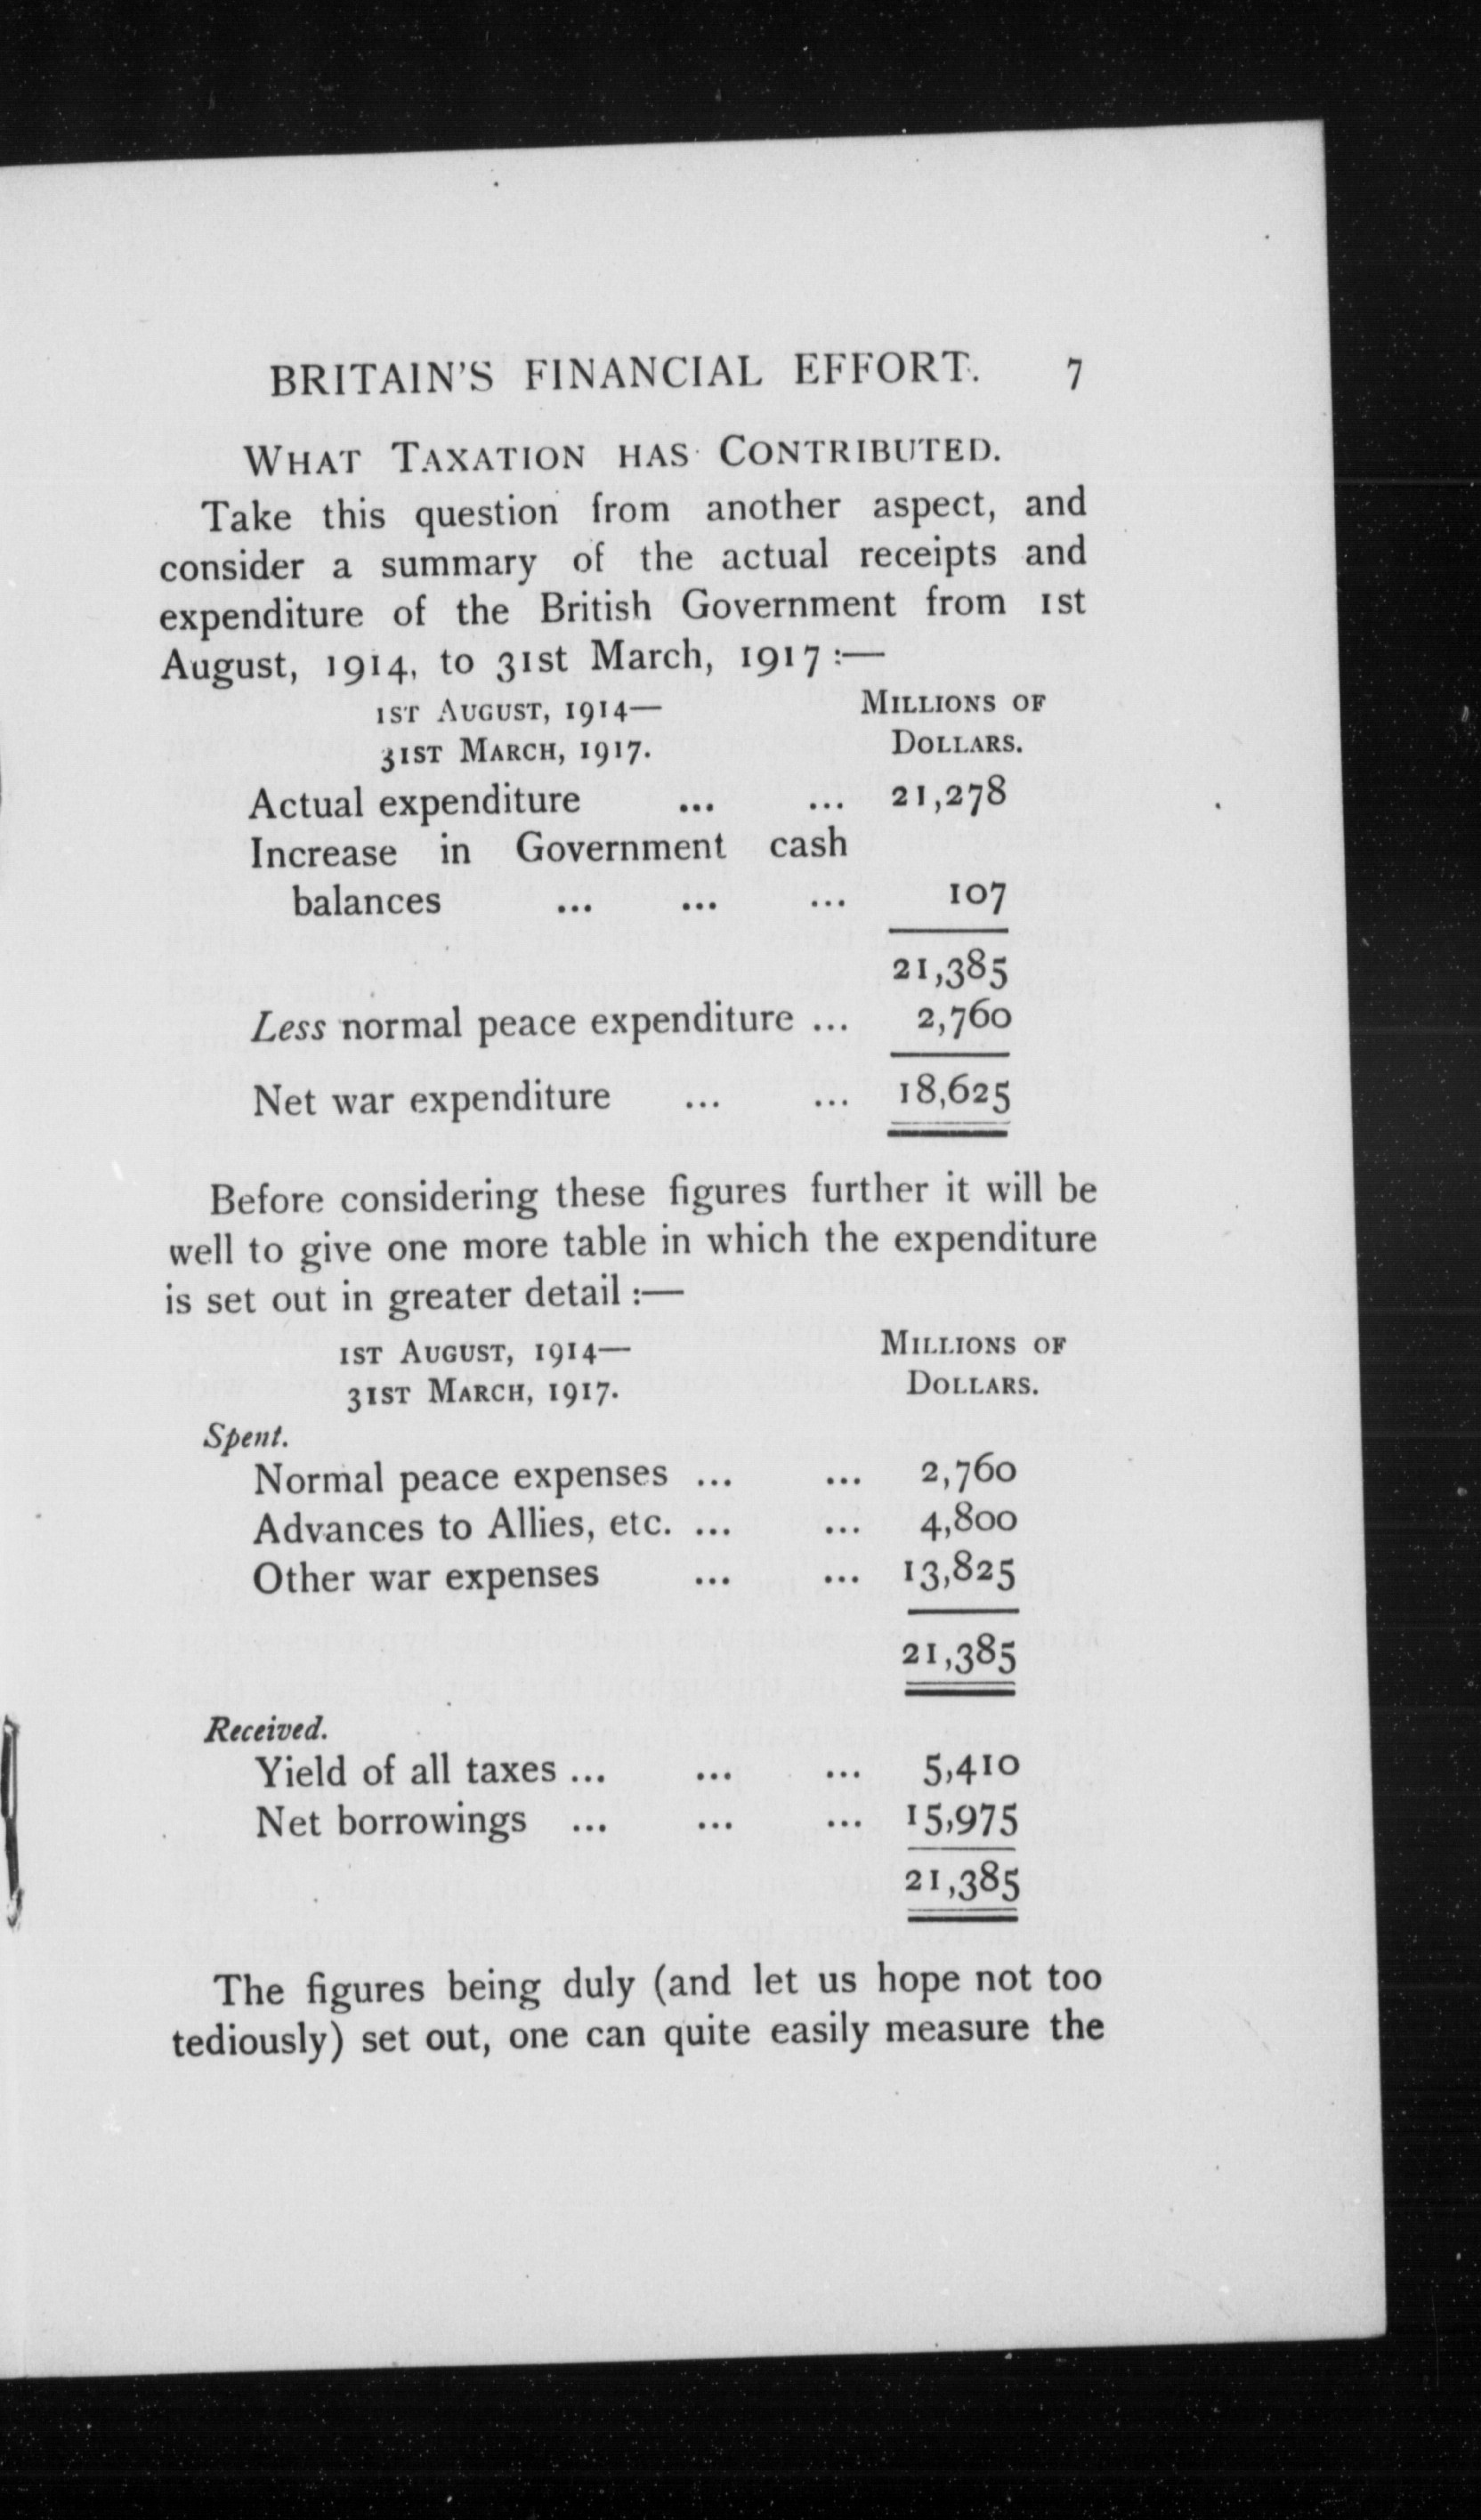 BRITAIN'S FINANCIAL EFFORT. 7
WHAT TAXATION HAS CONTRIBUTED.
Take this question from another aspect, and
consider a summary of the actual receipts and
expenditure of the British Government from 1st
August, 1914, to 31st March, 1917 :—
1ST AUGUST, 1914— MILLIONS OF
31ST MARCH, 1917. DOLLARS.
Actual expenditure ... ... 21,278
Increase in Government cash
balances ... ... ... 107
21,385
Less normal peace expenditure ... 2,760
Net war expenditure ... ... 18,625
Before considering these figures further it will be
well to give one more table in which the expenditure
is set out in greater detail :—
1ST AUGUST, 1914— MILLIONS OF
31ST MARCH, 1917. DOLLARS.
Spent.
Normal peace expenses ... ... 2,760
Advances to Allies, etc. ... ... 4,800
Other war expenses ... ... 13,825
21,385
Received.
Yield of all taxes ... ... ... 5,410
Net borrowings ... ... ... 15,975
21,385
The figures being duly (and let us hope not too
tediously) set out, one can quite easily measure the